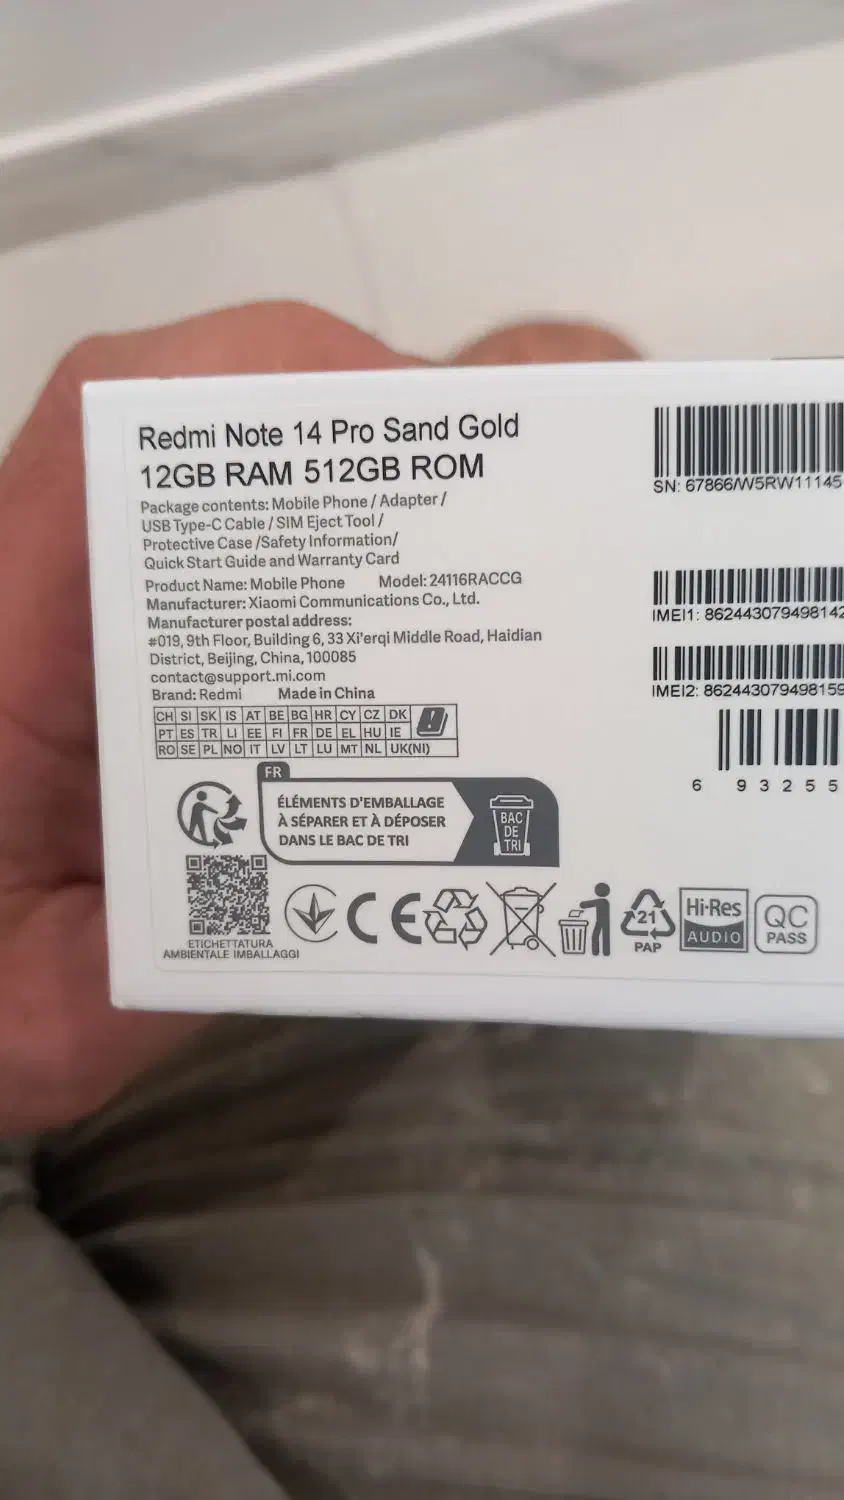 Redmi Note 14 Pro Sand Gold
12GB RAM 512GB ROM
Package contents: Mobile Phone / Adapter /
USB Type-C Cable / SIM Eject Tool /
Protective Case /Safety Information/
Quick Start Guide and Warranty Card
Product Name: Mobile Phone Model: 24116RACCG
Manufacturer: Xiaomi Communications Co., Ltd.
Manufacturer postal address:
#019, 9th Floor, Building 6, 33 Xi'erqi Middle Road, Haidian
District, Beijing, China, 100085
contact@support.mi.com
Brand: Redmi Made in China
CH SI SK IS AT BE BG HR CY CZ DK
PT ES TR LI EE FI FR DE EL HU IE
RO SE PL NO IT LV LT LU MT NL UK(NI)
FR
ÉLÉMENTS D'EMBALLAGE
À SÉPARER ET À DÉPOSER
DANS LE BAC DE TRI
BAC
DE
TRI
ETICHETTATURA
AMBIENTALE IMBALLAGGI
CE
21
PAP
Hi-Res
AUDIO
QC
PASS
SN: 67866/W5RW11145
IMEI1: 862443079498142
IMEI2: 862443079498159
6 93255